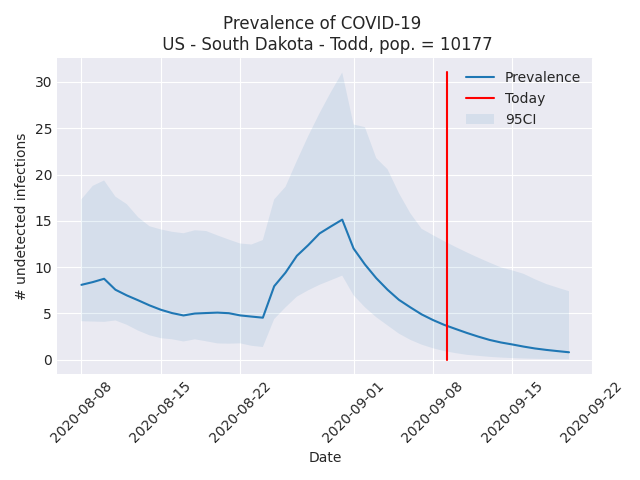 Prevalence of COVID-19
US - South Dakota - Todd, pop. = 10177
Prevalence
Today
95CI
# undetected infections
30
25
20
15
10
5
0
2020-08-08
2020-08-15
2020-08-22
2020-09-01
2020-09-08
2020-09-15
2020-09-22
Date